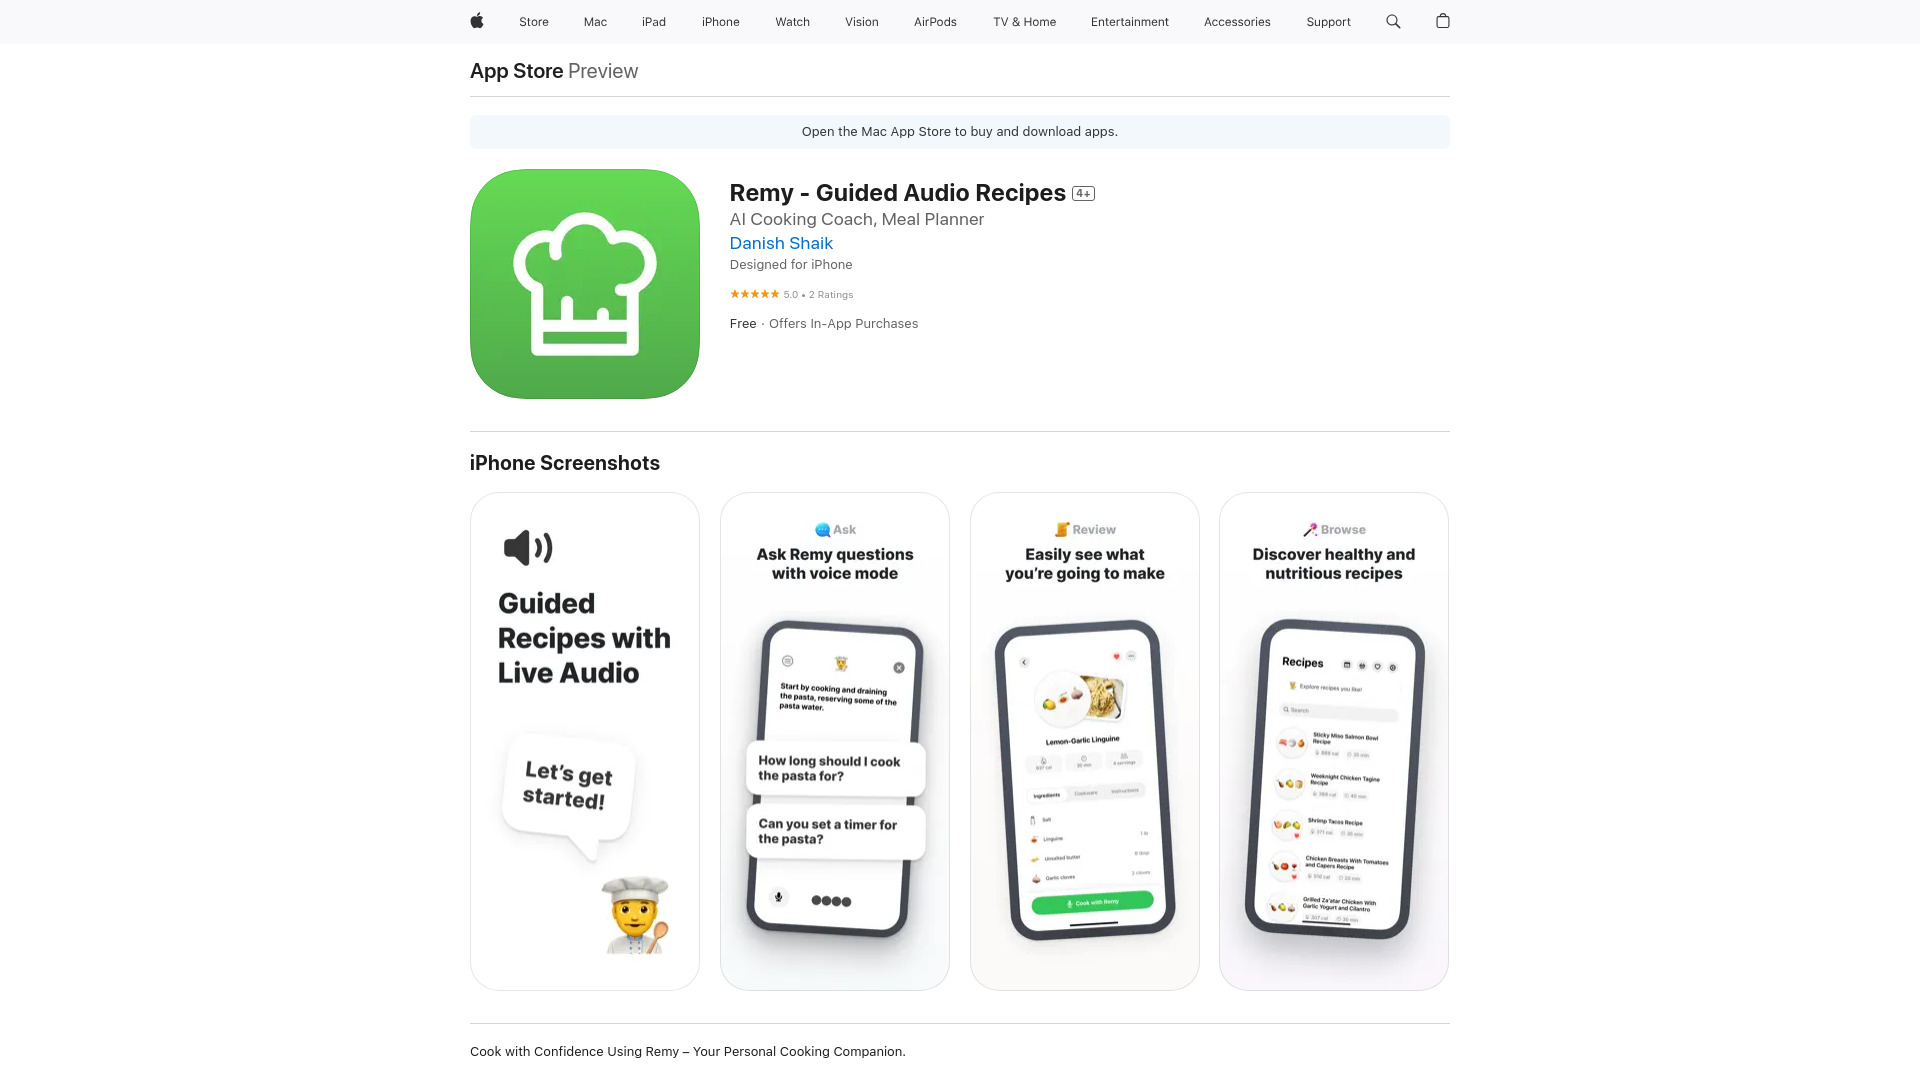 Store
Mac
iPad
iPhone
Watch
Vision
AirPods
TV & Home
Entertainment
Accessories
Support
App Store Preview
Open the Mac App Store to buy and download apps.
Remy - Guided Audio Recipes 4+
AI Cooking Coach, Meal Planner
Danish Shaik
Designed for iPhone
★★★★★ 5.0 • 2 Ratings
Free · Offers In-App Purchases
iPhone Screenshots
Guided
Recipes with
Live Audio
Let's get
started!
Ask
Ask Remy questions
with voice mode
Start by cooking and draining
the pasta, reserving some of the
pasta water.
How long should I cook
the pasta for?
Can you set a timer for
the pasta?
Review
Easily see what
you're going to make
Lemon-Garlic Linguine
30 min
4 servings
Ingredients
Cookware
Instructions
Salt
Linguine
1 lb
Unsalted butter
Garlic cloves
Cook with Remy
Browse
Discover healthy and
nutritious recipes
Recipes
Explore recipes you like!
Search
Sticky Miso Salmon Bowl
Recipe
Weeknight Chicken Tagine
Recipe
Shrimp Tacos Recipe
Chicken Breasts With Tomatoes
and Capers Recipe
Grilled Za'atar Chicken With
Garlic Yogurt and Cilantro
Cook with Confidence Using Remy – Your Personal Cooking Companion.